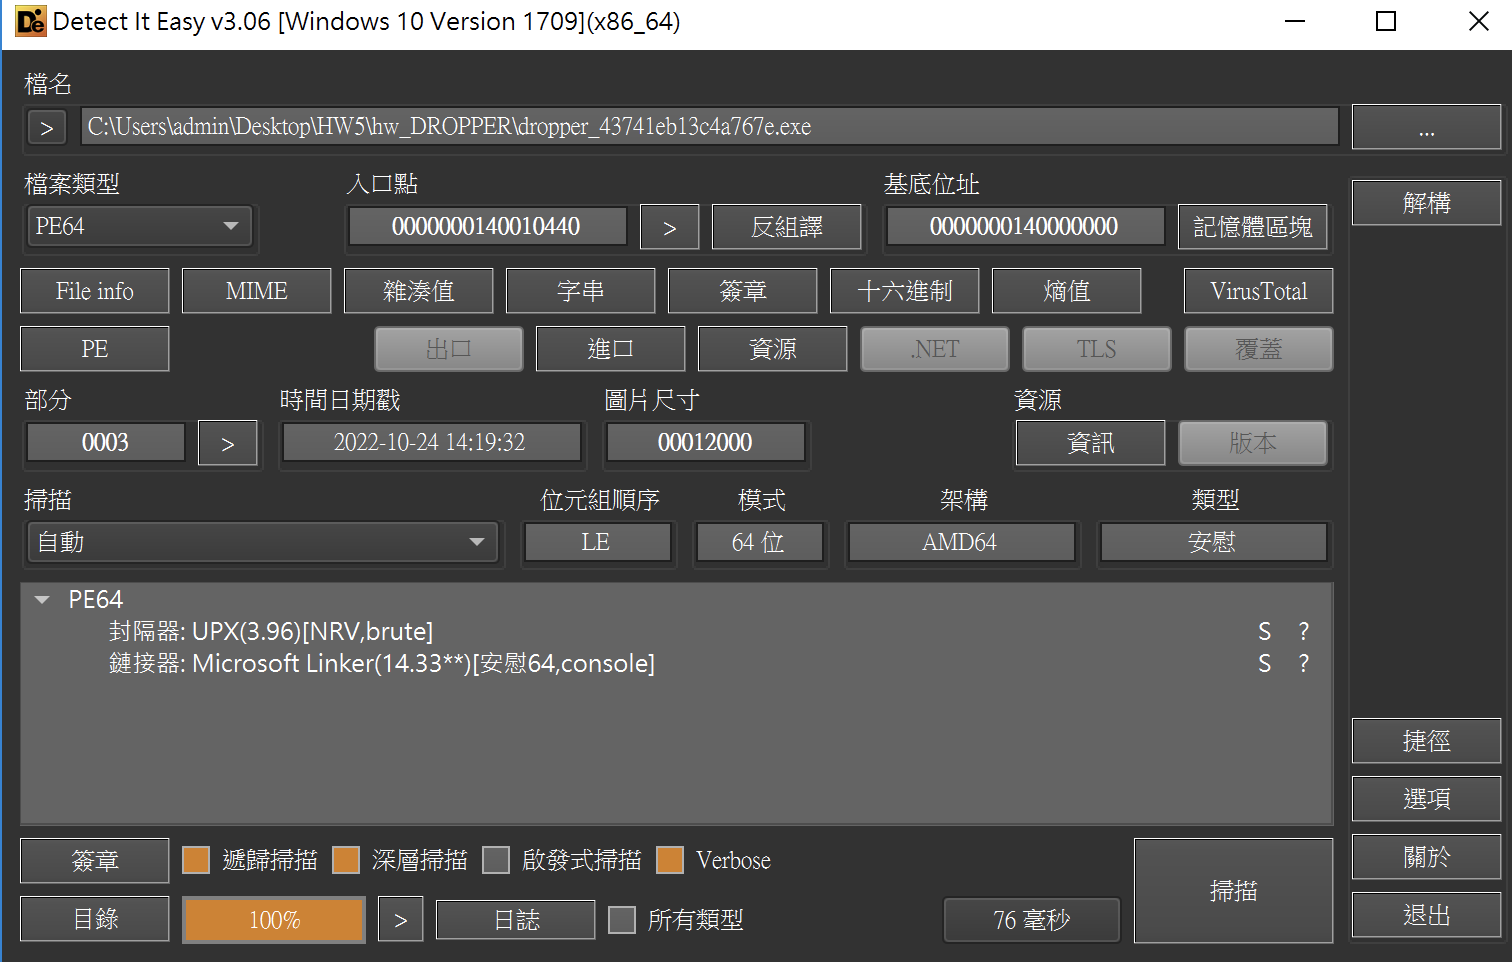 Detect It Easy v3.06 [Windows 10 Version 1709](x86_64)
檔名
> C:\Users\admin\Desktop\HW5\hw_DROPPER\dropper_43741eb13c4a767e.exe ...
檔案類型 入口點 基底位址
PE64 0000000140010440 > 反組譯 0000000140000000 記憶體區塊 解構
File info MIME 雜湊值 字串 簽章 十六進制 熵值 VirusTotal
PE 出口 進口 資源 .NET TLS 覆蓋
部分 時間日期戳 圖片尺寸 資源
0003 > 2022-10-24 14:19:32 00012000 資訊 版本
掃描 位元組順序 模式 架構 類型
自動 LE 64 位 AMD64 安慰
PE64
封隔器: UPX(3.96)[NRV,brute] S ?
鏈接器: Microsoft Linker(14.33**)[安慰64,console] S ?
捷徑
選項
簽章 遞歸掃描 深層掃描 啟發式掃描 Verbose 掃描 關於
目錄 100% > 日誌 所有類型 76 毫秒 退出